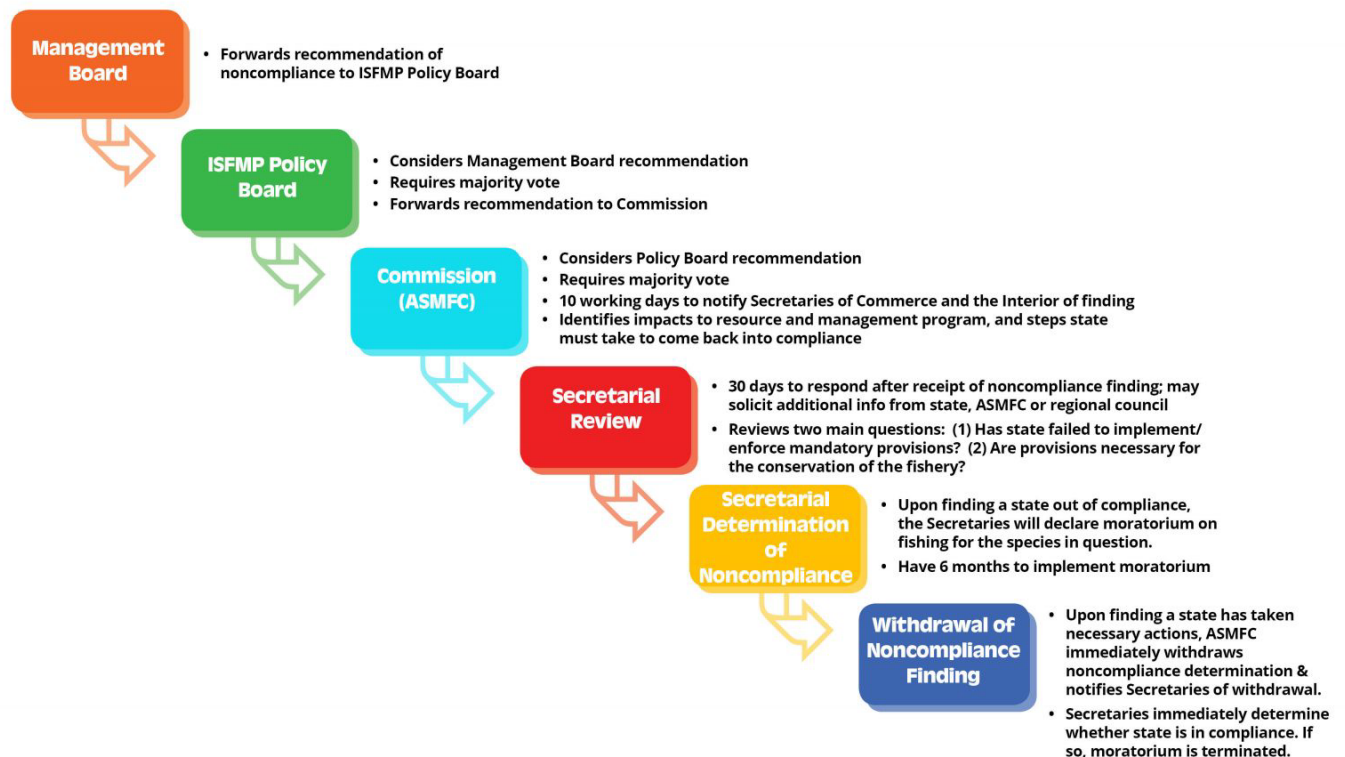 Management
Board
• Forwards recommendation of
noncompliance to ISFMP Policy Board
ISFMP Policy
Board
• Considers Management Board recommendation
• Requires majority vote
• Forwards recommendation to Commission
Commission
(ASMFC)
• Considers Policy Board recommendation
• Requires majority vote
• 10 working days to notify Secretaries of Commerce and the Interior of finding
• Identifies impacts to resource and management program, and steps state
must take to come back into compliance
Secretarial
Review
• 30 days to respond after receipt of noncompliance finding; may
solicit additional info from state, ASMFC or regional council
• Reviews two main questions: (1) Has state failed to implement/
enforce mandatory provisions? (2) Are provisions necessary for
the conservation of the fishery?
Secretarial
Determination
of
Noncompliance
• Upon finding a state out of compliance,
the Secretaries will declare moratorium on
fishing for the species in question.
• Have 6 months to implement moratorium
Withdrawal of
Noncompliance
Finding
• Upon finding a state has taken
necessary actions, ASMFC
immediately withdraws
noncompliance determination &
notifies Secretaries of withdrawal.
• Secretaries immediately determine
whether state is in compliance. If
so, moratorium is terminated.